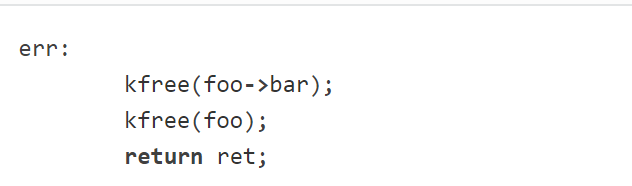 err:
        kfree(foo->bar);
        kfree(foo);
        return ret;